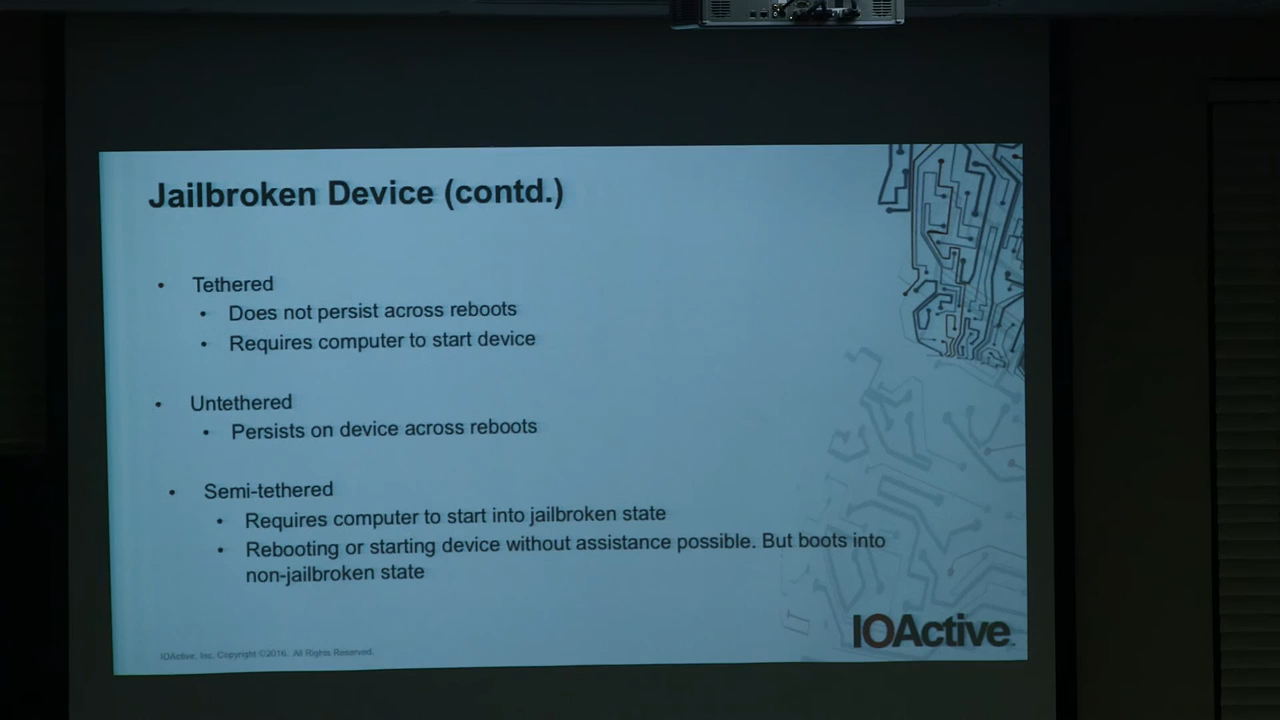 Jailbroken Device (contd.)
• Tethered
• Does not persist across reboots
• Requires computer to start device
• Untethered
• Persists on device across reboots
• Semi-tethered
• Requires computer to start into jailbroken state
• Rebooting or starting device without assistance possible. But boots into
non-jailbroken state
IOActive
IOActive, Inc. Copyright ©2016. All Rights Reserved.